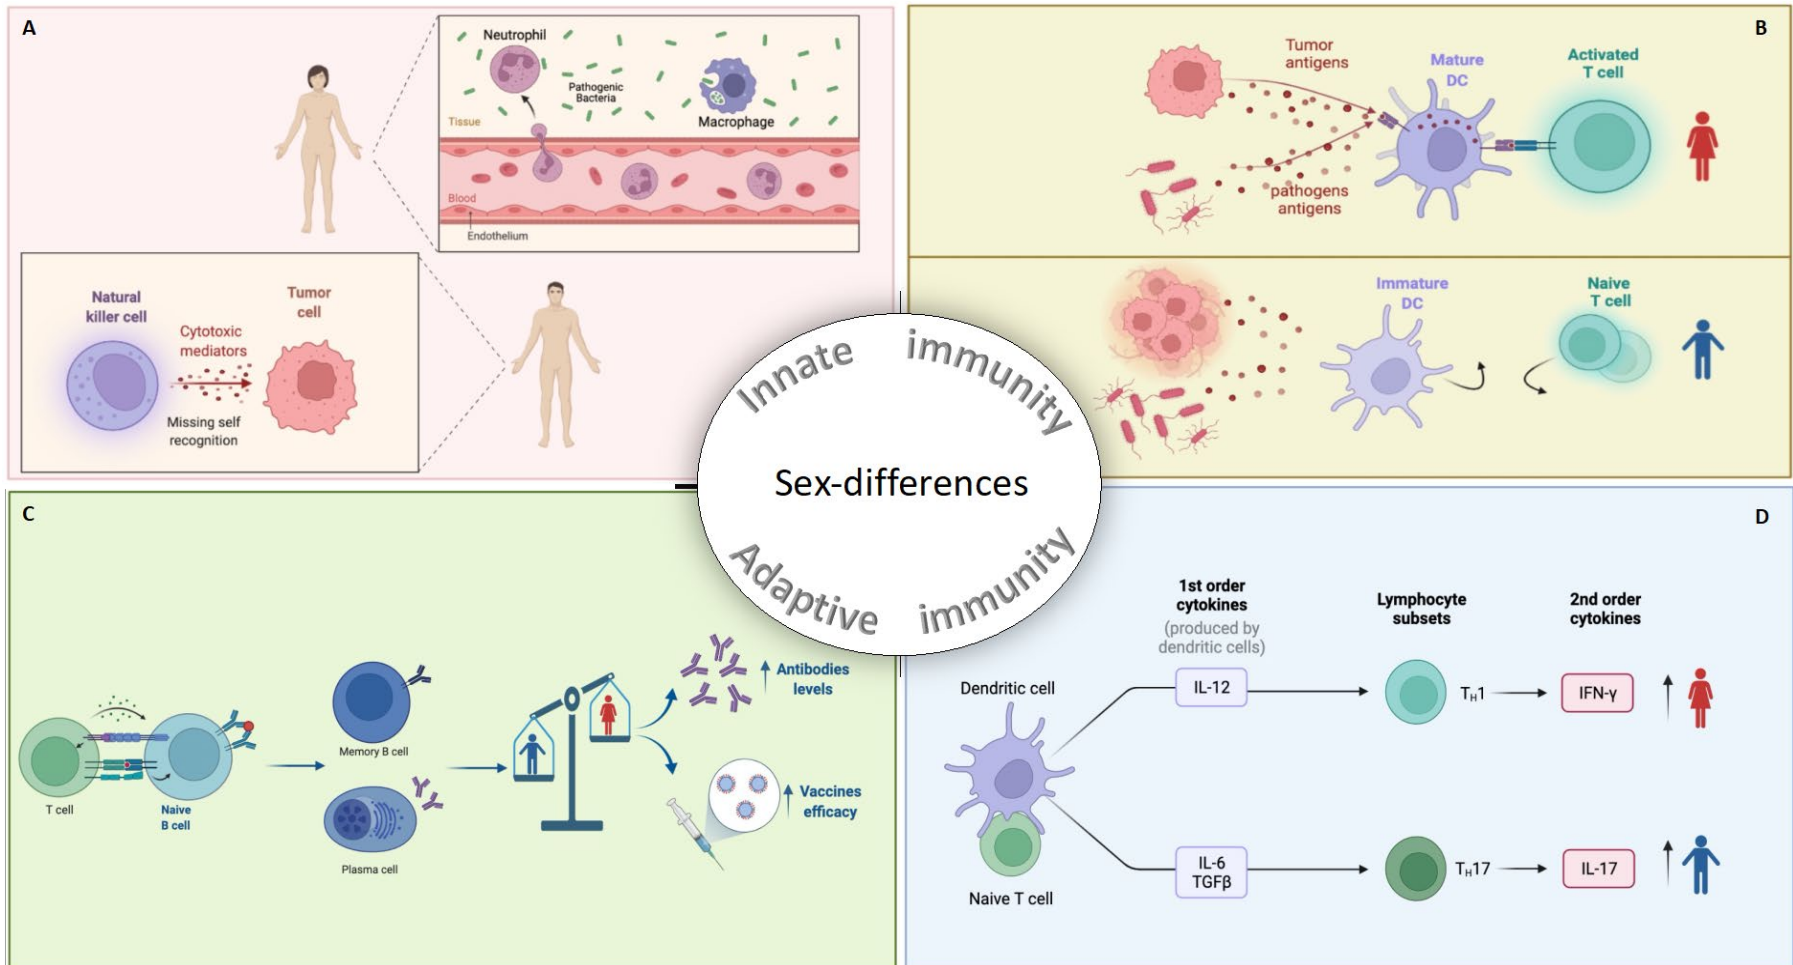 A
Neutrophil
Pathogenic
Bacteria
Macrophage
Tissue
Blood
Endothelium
Natural
killer cell
Tumor
cell
Cytotoxic
mediators
Missing self
recognition
B
Tumor
antigens
Mature
DC
Activated
T cell
pathogens
antigens
Immature
DC
Naive
T cell
Innate immunity
Sex-differences
Adaptive immunity
C
T cell
Naive
B cell
Memory B cell
Plasma cell
Antibodies
levels
Vaccines
efficacy
D
1st order
cytokines
(produced by
dendritic cells)
Lymphocyte
subsets
2nd order
cytokines
Dendritic cell
IL-12
TH1
IFN-γ
IL-6
TGFβ
TH17
IL-17
Naive T cell